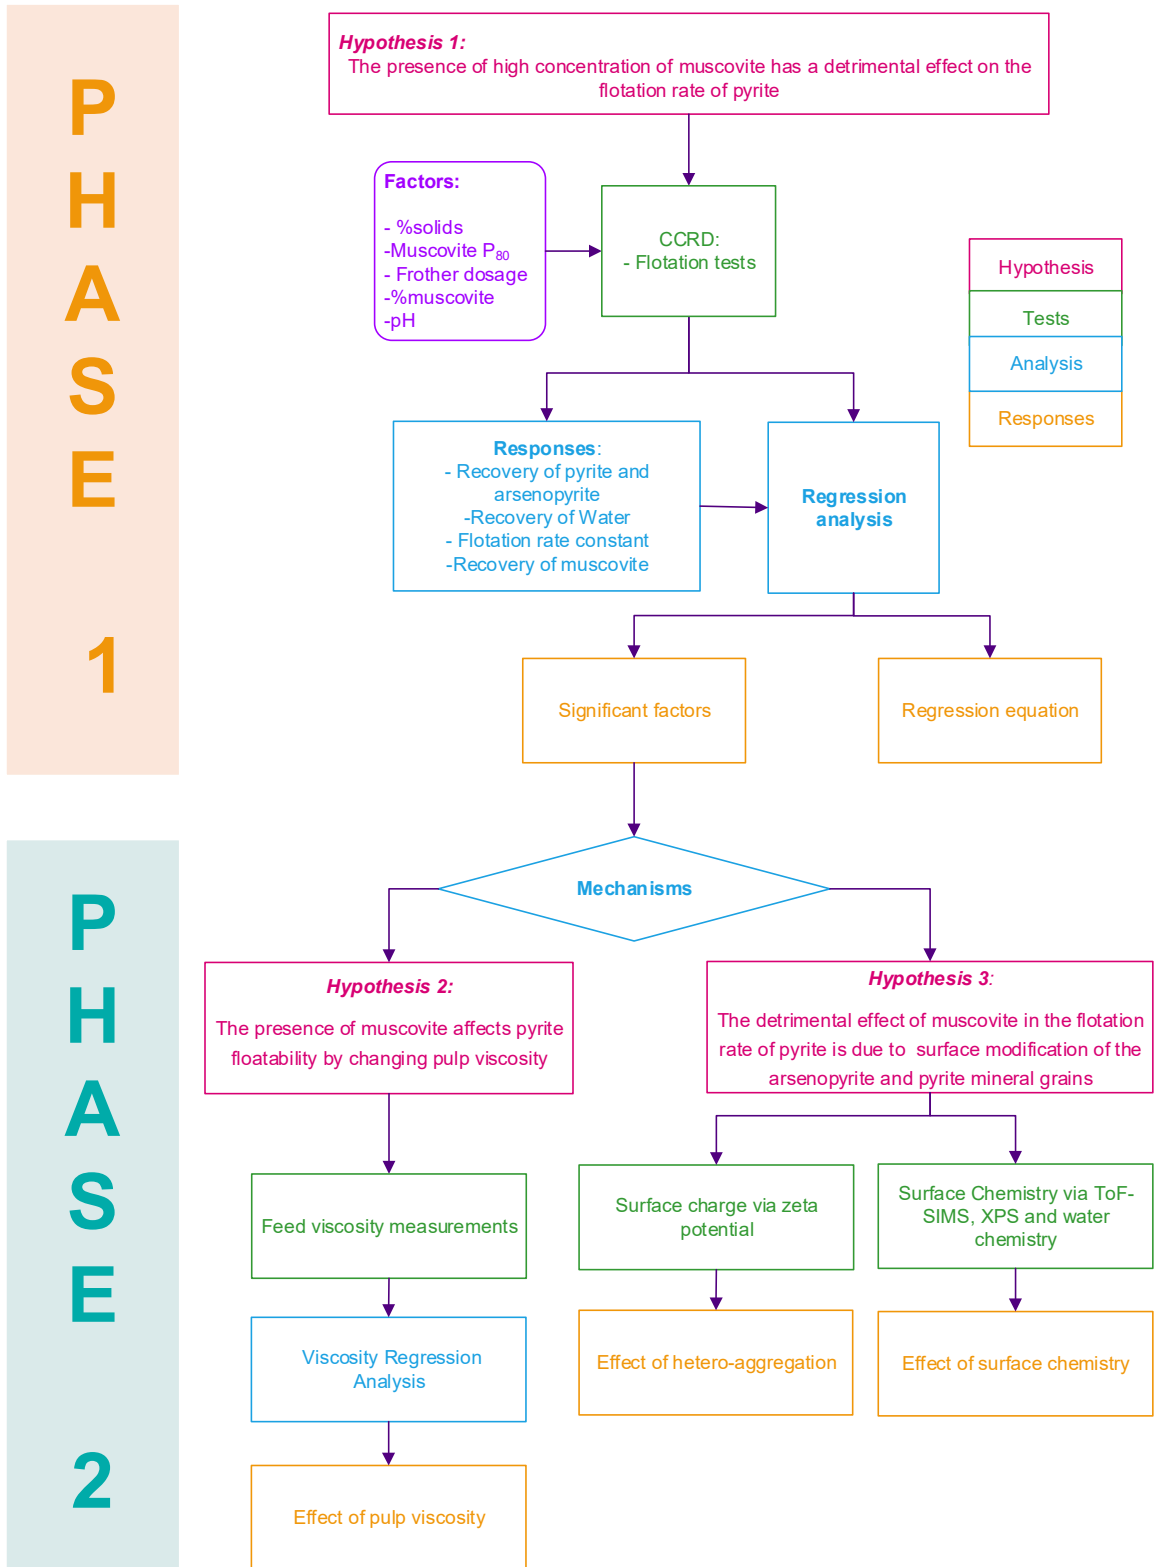 P
H
A
S
E
1
Hypothesis 1:
The presence of high concentration of muscovite has a detrimental effect on the
flotation rate of pyrite
Factors:
- %solids
-Muscovite P80
- Frother dosage
-%muscovite
-pH
CCRD:
- Flotation tests
Hypothesis
Tests
Analysis
Responses
Responses:
- Recovery of pyrite and
arsenopyrite
-Recovery of Water
- Flotation rate constant
-Recovery of muscovite
Regression
analysis
Significant factors
Regression equation
P
H
A
S
E
2
Mechanisms
Hypothesis 2:
The presence of muscovite affects pyrite
floatability by changing pulp viscosity
Hypothesis 3:
The detrimental effect of muscovite in the flotation
rate of pyrite is due to  surface modification of the
arsenopyrite and pyrite mineral grains
Feed viscosity measurements
Surface charge via zeta
potential
Surface Chemistry via ToF-
SIMS, XPS and water
chemistry
Viscosity Regression
Analysis
Effect of hetero-aggregation
Effect of surface chemistry
Effect of pulp viscosity